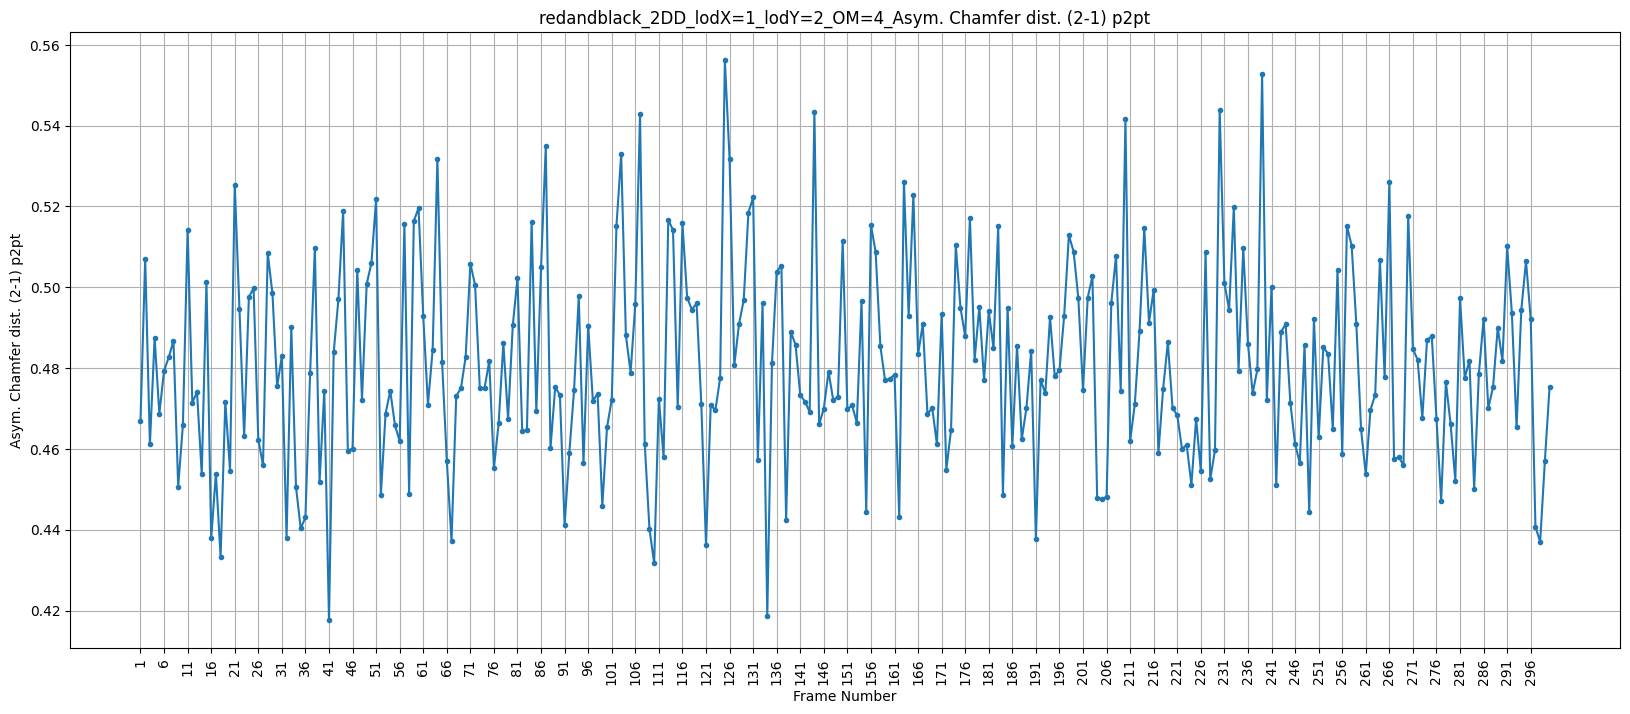 redandblack_2DD_lodX=1_lodY=2_OM=4_Asym. Chamfer dist. (2-1) p2pt
Asym. Chamfer dist. (2-1) p2pt
0.56
0.54
0.52
0.50
0.48
0.46
0.44
0.42
1 6 11 16 21 26 31 36 41 46 51 56 61 66 71 76 81 86 91 96 101 106 111 116 121 126 131 136 141 146 151 156 161 166 171 176 181 186 191 196 201 206 211 216 221 226 231 236 241 246 251 256 261 266 271 276 281 286 291 296
Frame Number